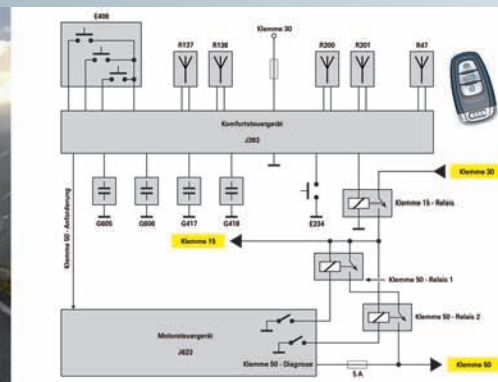 E408
R137
R138
Klemme 30
R200
R201
R47
Komfortsteuergerät
J393
Klemme 30
Klemme 15 - Relais
G605
G606
G417
G418
E234
Klemme 50 - Anforderung
Klemme 15
Klemme 50 - Relais 1
Klemme 50 - Relais 2
Motorsteuergerät
J623
Klemme 50 - Diagnose
5 A
Klemme 50